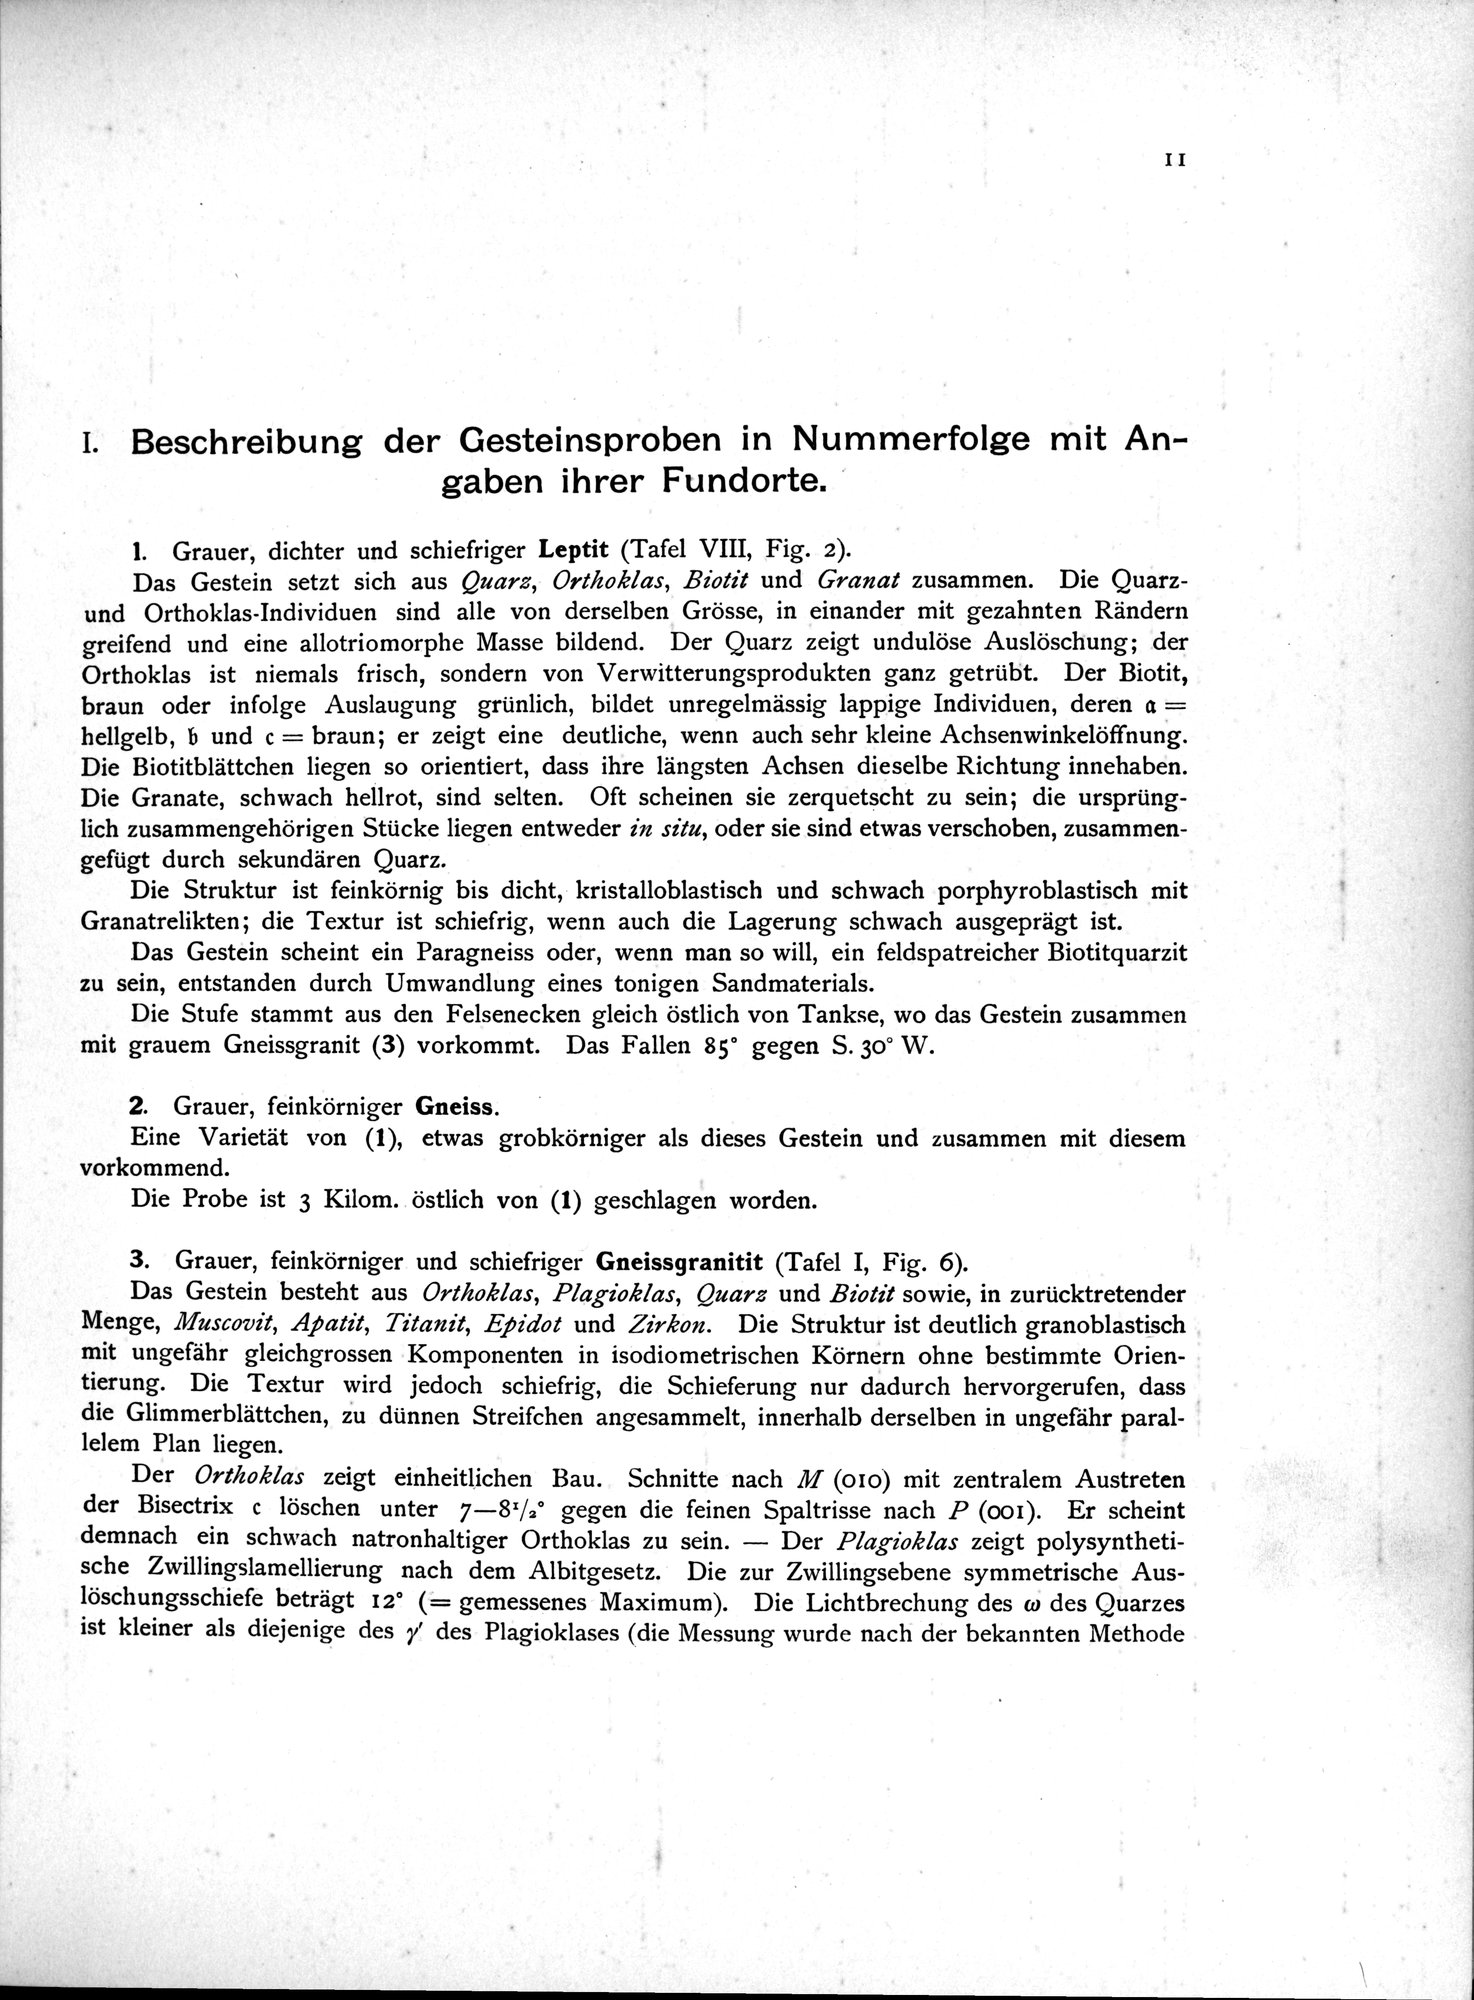 11
I. Beschreibung der Gesteinsproben in Nummerfolge mit An-
gaben ihrer Fundorte.
1. Grauer, dichter und schiefriger Leptit (Tafel VIII, Fig. 2).
Das Gestein setzt sich aus Quarz, Orthoklas, Biotit und Granat zusammen. Die Quarz-
und Orthoklas-Individuen sind alle von derselben Grösse, in einander mit gezahnten Rändern
greifend und eine allotriomorphe Masse bildend. Der Quarz zeigt undulöse Auslöschung; der
Orthoklas ist niemals frisch, sondern von Verwitterungsprodukten ganz getrübt. Der Biotit,
braun oder infolge Auslaugung grünlich, bildet unregelmässig lappige Individuen, deren a =
hellgelb, b und c = braun; er zeigt eine deutliche, wenn auch sehr kleine Achsenwinkelöffnung.
Die Biotitblättchen liegen so orientiert, dass ihre längsten Achsen dieselbe Richtung innehaben.
Die Granate, schwach hellrot, sind selten. Oft scheinen sie zerquetscht zu sein; die ursprüng-
lich zusammengehörigen Stücke liegen entweder in situ, oder sie sind etwas verschoben, zusammen-
gefügt durch sekundären Quarz.
Die Struktur ist feinkörnig bis dicht, kristalloblastisch und schwach porphyroblastisch mit
Granatrelikten; die Textur ist schiefrig, wenn auch die Lagerung schwach ausgeprägt ist.
Das Gestein scheint ein Paragneiss oder, wenn man so will, ein feldspatreicher Biotitquarzit
zu sein, entstanden durch Umwandlung eines tonigen Sandmaterials.
Die Stufe stammt aus den Felsenecken gleich östlich von Tankse, wo das Gestein zusammen
mit grauem Gneissgranit (3) vorkommt. Das Fallen 85° gegen S. 30° W.
2. Grauer, feinkörniger Gneiss.
Eine Varietät von (1), etwas grobkörniger als dieses Gestein und zusammen mit diesem
vorkommend.
Die Probe ist 3 Kilom. östlich von (1) geschlagen worden.
3. Grauer, feinkörniger und schiefriger Gneissgranitit (Tafel I, Fig. 6).
Das Gestein besteht aus Orthoklas, Plagioklas, Quarz und Biotit sowie, in zurücktretender
Menge, Muscovit, Apatit, Titanit, Epidot und Zirkon. Die Struktur ist deutlich granoblastisch
mit ungefähr gleichgrossen Komponenten in isodiometrischen Körnern ohne bestimmte Orien-
tierung. Die Textur wird jedoch schiefrig, die Schieferung nur dadurch hervorgerufen, dass
die Glimmerblättchen, zu dünnen Streifchen angesammelt, innerhalb derselben in ungefähr paral-
lelem Plan liegen.
Der Orthoklas zeigt einheitlichen Bau. Schnitte nach M (010) mit zentralem Austreten
der Bisectrix c löschen unter 7—8¹/₂° gegen die feinen Spaltrisse nach P (001). Er scheint
demnach ein schwach natronhaltiger Orthoklas zu sein. — Der Plagioklas zeigt polysyntheti-
sche Zwillingslamellierung nach dem Albitgesetz. Die zur Zwillingsebene symmetrische Aus-
löschungsschiefe beträgt 12° (= gemessenes Maximum). Die Lichtbrechung des ω des Quarzes
ist kleiner als diejenige des γ′ des Plagioklases (die Messung wurde nach der bekannten Methode